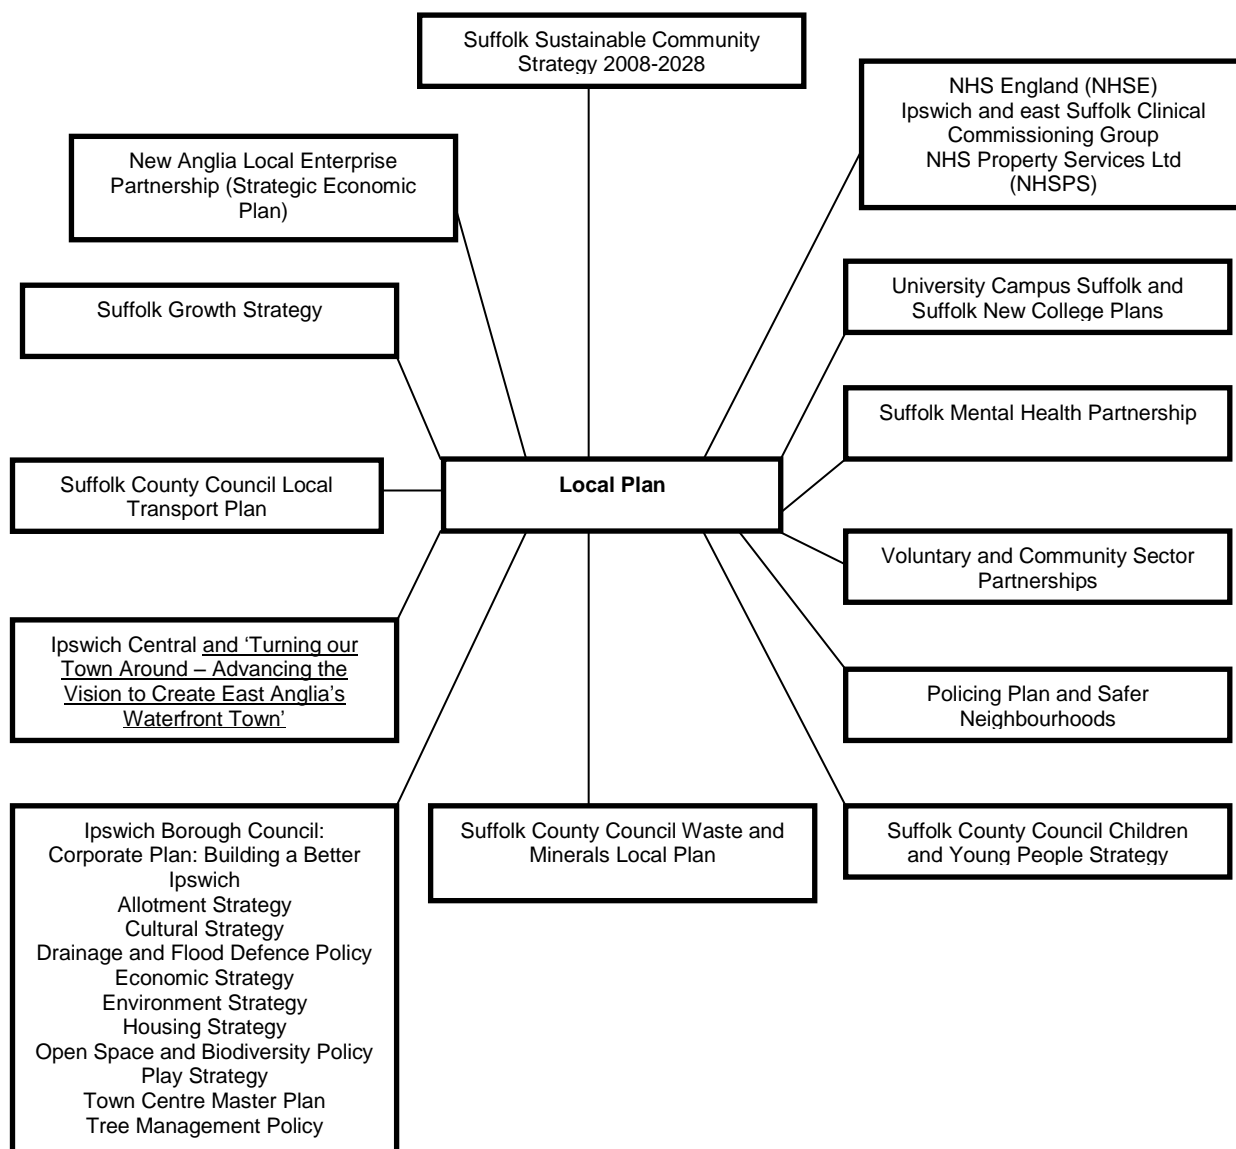 Suffolk Sustainable Community
Strategy 2008-2028
NHS England (NHSE)
Ipswich and east Suffolk Clinical
Commissioning Group
NHS Property Services Ltd
(NHSPS)
New Anglia Local Enterprise
Partnership (Strategic Economic
Plan)
University Campus Suffolk and
Suffolk New College Plans
Suffolk Growth Strategy
Suffolk Mental Health Partnership
Suffolk County Council Local
Transport Plan
Local Plan
Voluntary and Community Sector
Partnerships
Ipswich Central and ‘Turning our
Town Around – Advancing the
Vision to Create East Anglia’s
Waterfront Town’
Policing Plan and Safer
Neighbourhoods
Ipswich Borough Council:
Corporate Plan: Building a Better
Ipswich
Allotment Strategy
Cultural Strategy
Drainage and Flood Defence Policy
Economic Strategy
Environment Strategy
Housing Strategy
Open Space and Biodiversity Policy
Play Strategy
Town Centre Master Plan
Tree Management Policy
Suffolk County Council Waste and
Minerals Local Plan
Suffolk County Council Children
and Young People Strategy